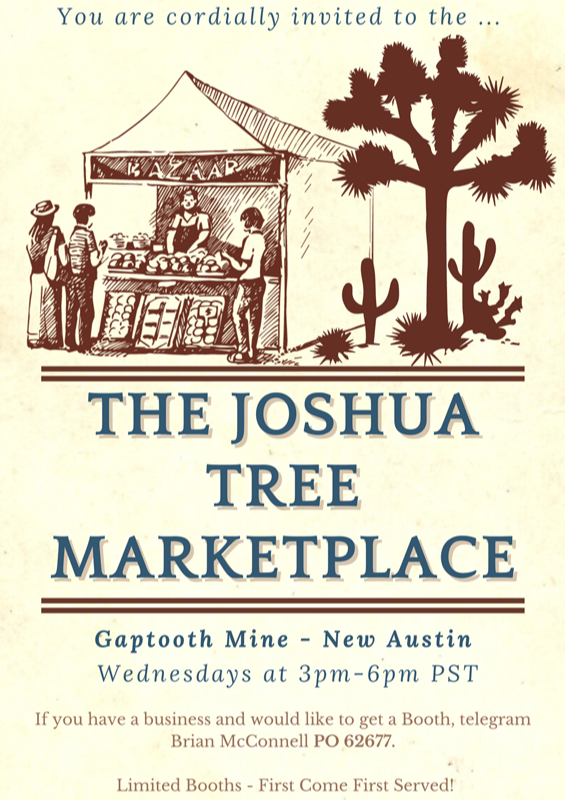 You are cordially invited to the ...
BAZAAR
THE JOSHUA
TREE
MARKETPLACE
Gaptooth Mine - New Austin
Wednesdays at 3pm-6pm PST
If you have a business and would like to get a Booth, telegram
Brian McConnell PO 62677.
Limited Booths - First Come First Served!